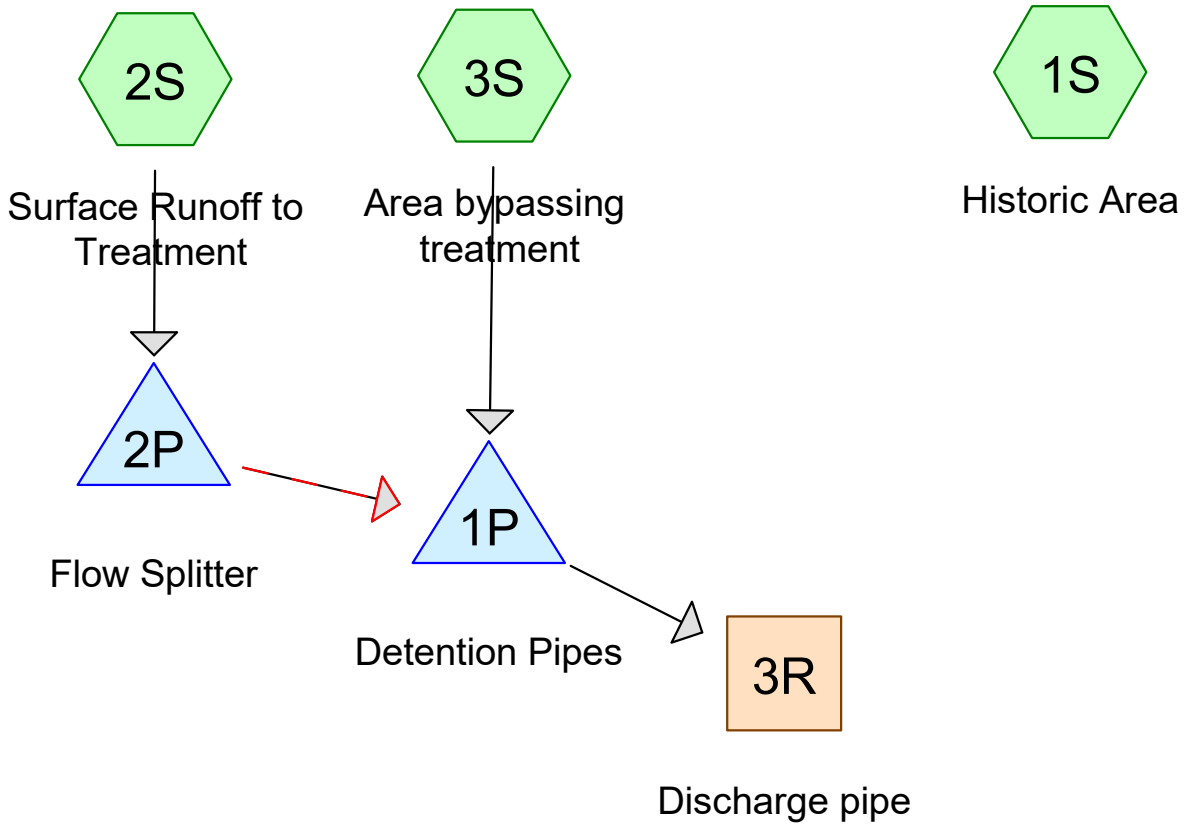 2S
Surface Runoff to
Treatment
3S
Area bypassing
treatment
1S
Historic Area
2P
Flow Splitter
1P
Detention Pipes
3R
Discharge pipe